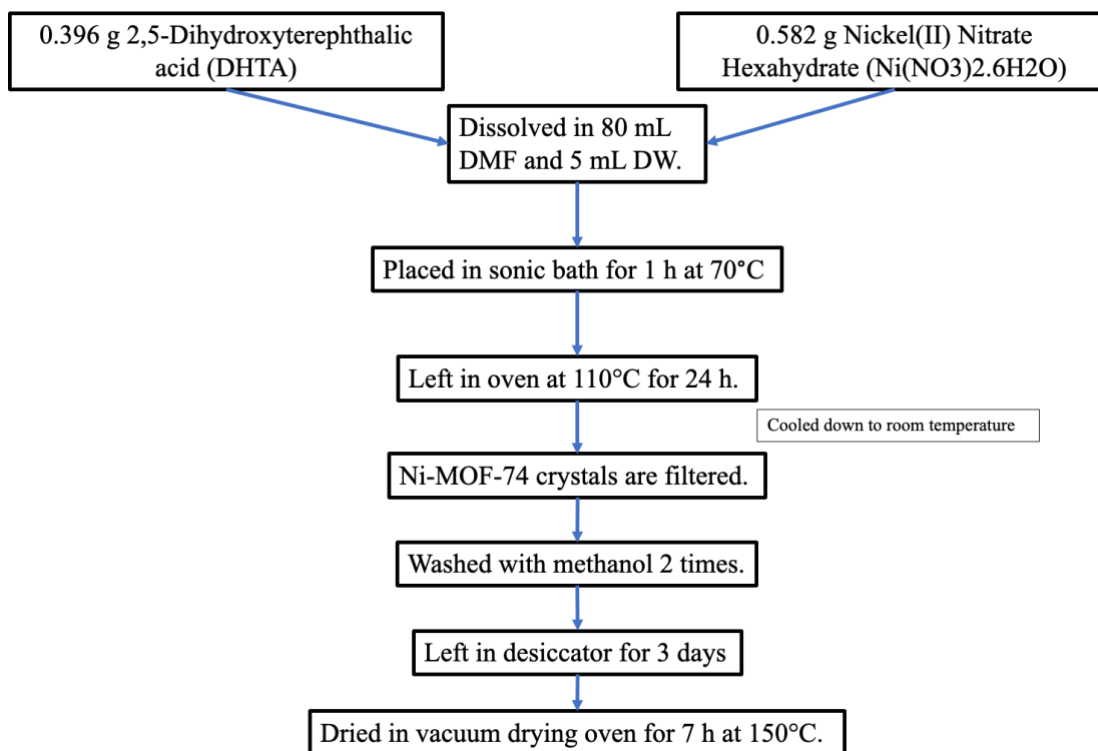 0.396 g 2,5-Dihydroxyterephthalic
acid (DHTA)
0.582 g Nickel(II) Nitrate
Hexahydrate (Ni(NO3)2.6H2O)
Dissolved in 80 mL
DMF and 5 mL DW.
Placed in sonic bath for 1 h at 70°C
Left in oven at 110°C for 24 h.
Cooled down to room temperature
Ni-MOF-74 crystals are filtered.
Washed with methanol 2 times.
Left in desiccator for 3 days
Dried in vacuum drying oven for 7 h at 150°C.